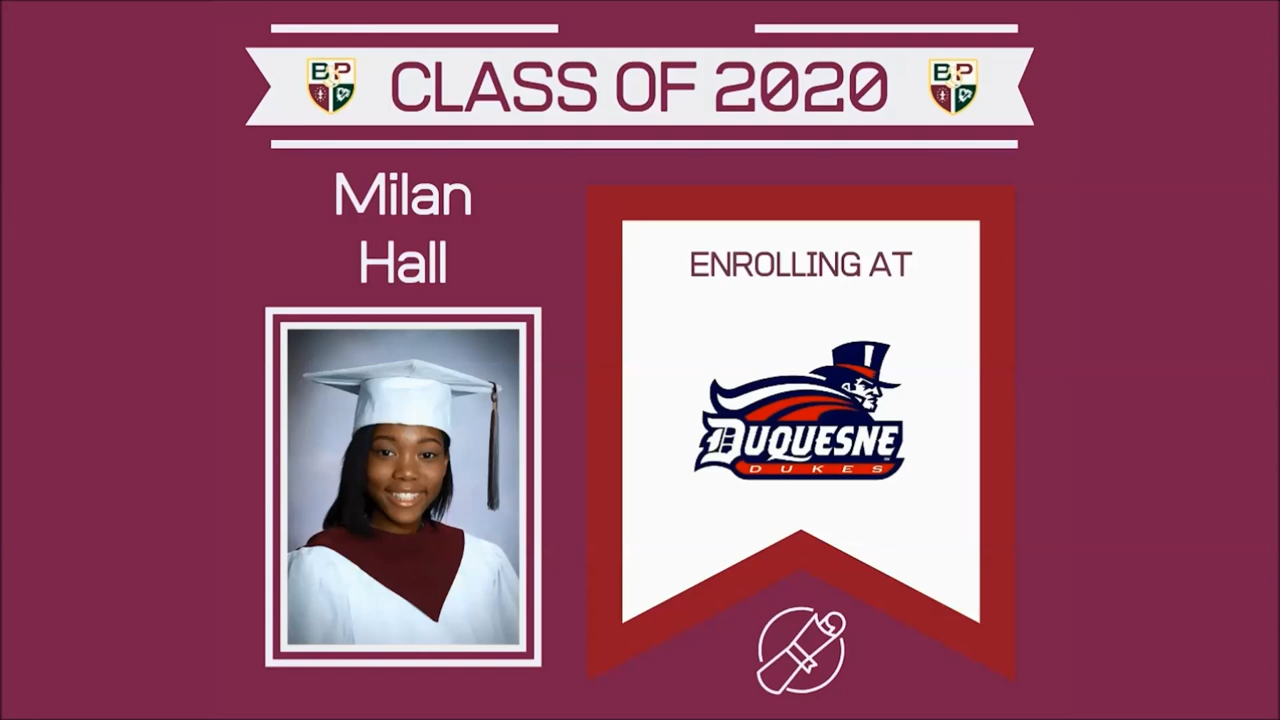 B P CLASS OF 2020 B P
Milan
Hall
ENROLLING AT
DUQUESNE
DUKES